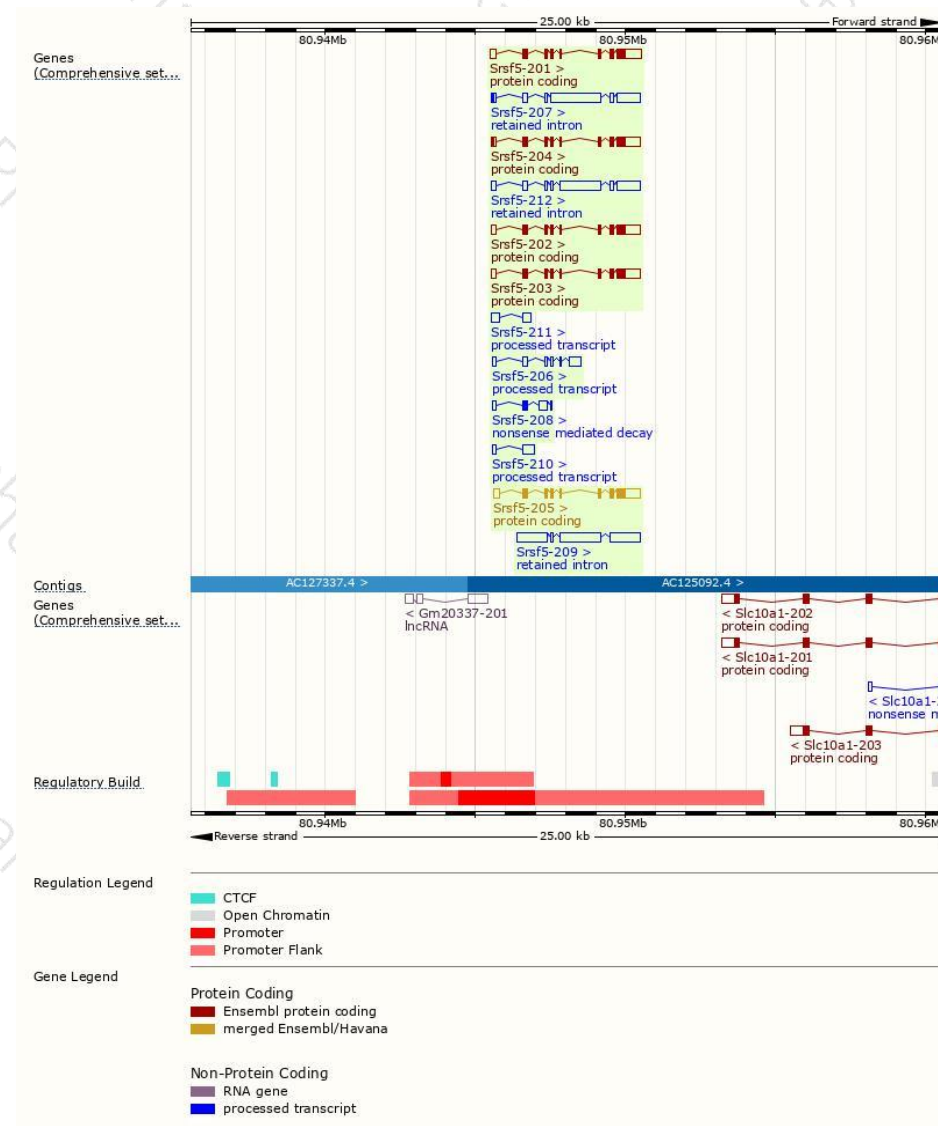 25.00 kb Forward strand
80.94Mb 80.95Mb 80.96M
Genes
(Comprehensive set...
Srsf5-201 >
protein coding
Srsf5-207 >
retained intron
Srsf5-204 >
protein coding
Srsf5-212 >
retained intron
Srsf5-202 >
protein coding
Srsf5-203 >
protein coding
Srsf5-211 >
processed transcript
Srsf5-206 >
processed transcript
Srsf5-208 >
nonsense mediated decay
Srsf5-210 >
processed transcript
Srsf5-205 >
protein coding
Srsf5-209 >
retained intron
Contigs
AC127337.4 > AC125092.4 >
Genes
(Comprehensive set...
< Gm20337-201
lncRNA
< Slc10a1-202
protein coding
< Slc10a1-201
protein coding
< Slc10a1-
nonsense m
< Slc10a1-203
protein coding
Regulatory Build
80.94Mb 80.95Mb 80.96M
Reverse strand 25.00 kb
Regulation Legend
CTCF
Open Chromatin
Promoter
Promoter Flank
Gene Legend
Protein Coding
Ensembl protein coding
merged Ensembl/Havana
Non-Protein Coding
RNA gene
processed transcript